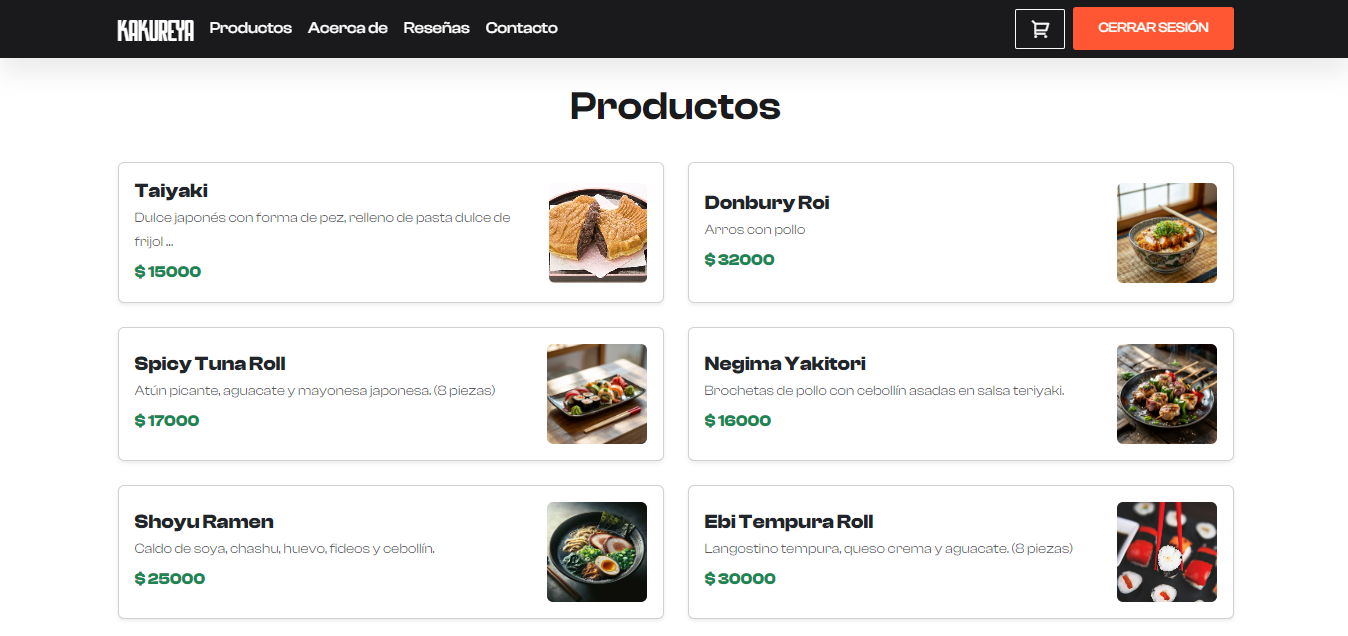 KAKUREYA Productos Acerca de Reseñas Contacto CERRAR SESIÓN
Productos
Taiyaki
Dulce japonés con forma de pez, relleno de pasta dulce de
frijol ...
$ 15000
Donbury Roi
Arros con pollo
$ 32000
Spicy Tuna Roll
Atún picante, aguacate y mayonesa japonesa. (8 piezas)
$ 17000
Negima Yakitori
Brochetas de pollo con cebollín asadas en salsa teriyaki.
$ 16000
Shoyu Ramen
Caldo de soya, chashu, huevo, fideos y cebollín.
$ 25000
Ebi Tempura Roll
Langostino tempura, queso crema y aguacate. (8 piezas)
$ 30000